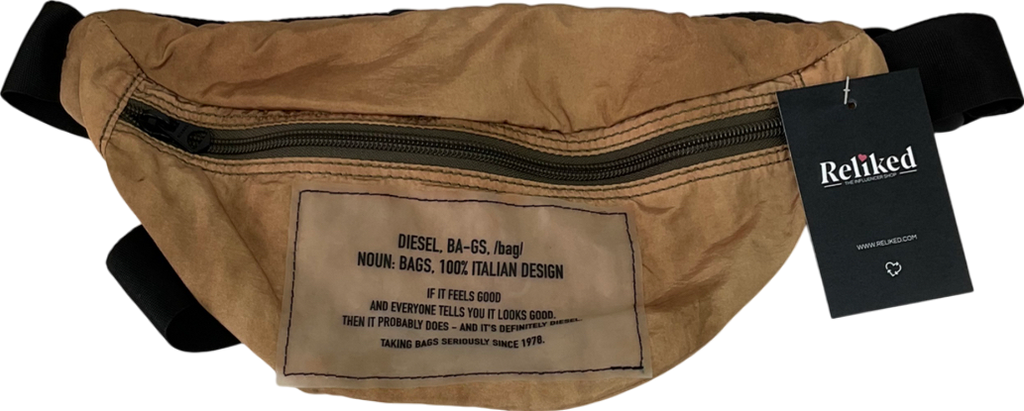 DIESEL, BA-GS, /bag/
NOUN: BAGS, 100% ITALIAN DESIGN
IF IT FEELS GOOD
AND EVERYONE TELLS YOU IT LOOKS GOOD.
THEN IT PROBABLY DOES – AND IT'S DEFINITELY DIESEL.
TAKING BAGS SERIOUSLY SINCE 1978.
Reliked
THE INFLUENCER SHOP
WWW.RELIKED.COM